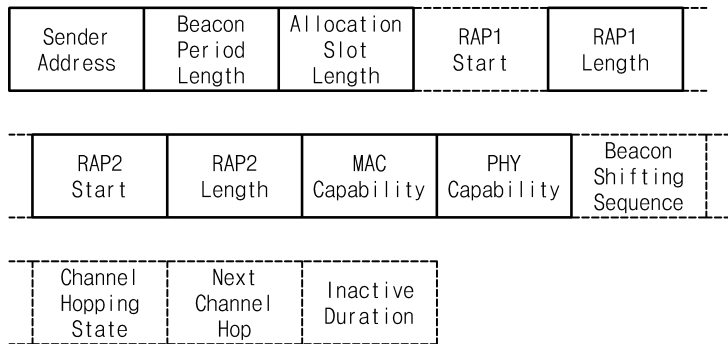 Sender Address
Beacon Period Length
Allocation Slot Length
RAP1 Start
RAP1 Length
RAP2 Start
RAP2 Length
MAC Capability
PHY Capability
Beacon Shifting Sequence
Channel Hopping State
Next Channel Hop
Inactive Duration